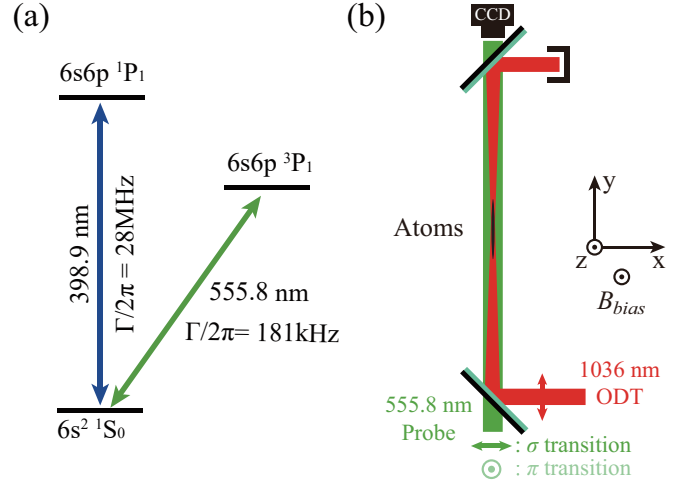 (a)
6s6p ¹P₁
6s6p ³P₁
398.9 nm
Γ/2π = 28MHz
555.8 nm
Γ/2π= 181kHz
6s² ¹S₀
(b)
CCD
Atoms
y
z
x
B_bias
1036 nm
ODT
555.8 nm
Probe
: σ transition
: π transition